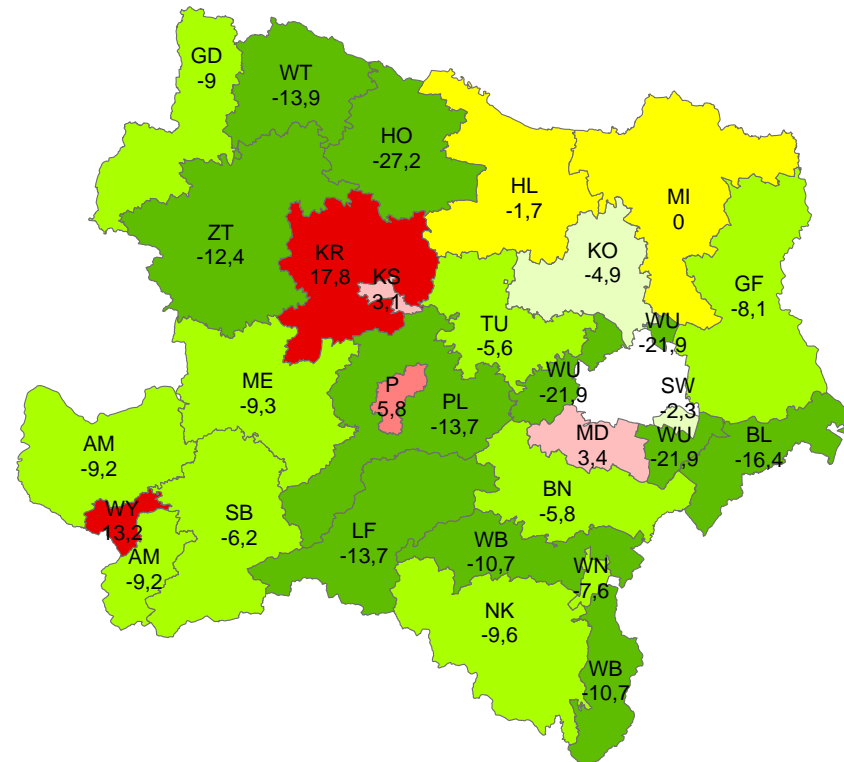 GD
-9
WT
-13,9
HO
-27,2
HL
-1,7
MI
0
ZT
-12,4
KR
17,8
KS
3,1
KO
-4,9
GF
-8,1
TU
-5,6
WU
-21,9
ME
-9,3
P
5,8
PL
-13,7
WU
-21,9
SW
-2,3
AM
-9,2
MD
3,4
WU
-21,9
BL
-16,4
WY
13,2
SB
-6,2
BN
-5,8
AM
-9,2
LF
-13,7
WB
-10,7
WN
-7,6
NK
-9,6
WB
-10,7